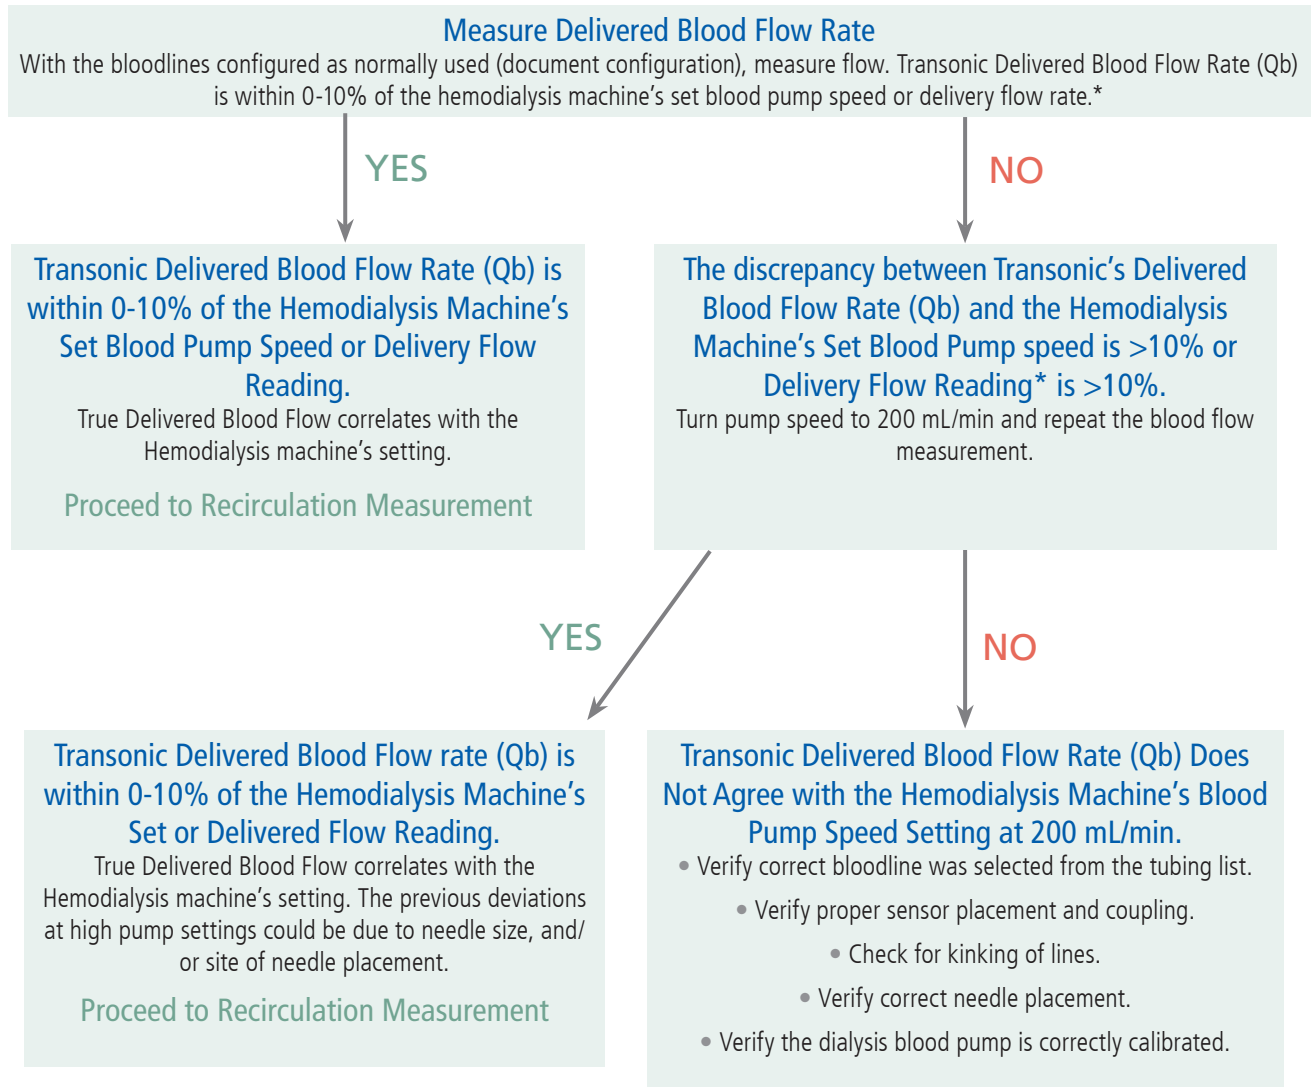 Measure Delivered Blood Flow Rate
With the bloodlines configured as normally used (document configuration), measure flow. Transonic Delivered Blood Flow Rate (Qb)
is within 0-10% of the hemodialysis machine’s set blood pump speed or delivery flow rate.*
YES
NO
Transonic Delivered Blood Flow Rate (Qb) is
within 0-10% of the Hemodialysis Machine’s
Set Blood Pump Speed or Delivery Flow
Reading.
True Delivered Blood Flow correlates with the
Hemodialysis machine’s setting.
Proceed to Recirculation Measurement
The discrepancy between Transonic’s Delivered
Blood Flow Rate (Qb) and the Hemodialysis
Machine’s Set Blood Pump speed is >10% or
Delivery Flow Reading* is >10%.
Turn pump speed to 200 mL/min and repeat the blood flow
measurement.
YES
NO
Transonic Delivered Blood Flow rate (Qb) is
within 0-10% of the Hemodialysis Machine’s
Set or Delivered Flow Reading.
True Delivered Blood Flow correlates with the
Hemodialysis machine’s setting. The previous deviations
at high pump settings could be due to needle size, and/
or site of needle placement.
Proceed to Recirculation Measurement
Transonic Delivered Blood Flow Rate (Qb) Does
Not Agree with the Hemodialysis Machine’s Blood
Pump Speed Setting at 200 mL/min.
• Verify correct bloodline was selected from the tubing list.
• Verify proper sensor placement and coupling.
• Check for kinking of lines.
• Verify correct needle placement.
• Verify the dialysis blood pump is correctly calibrated.